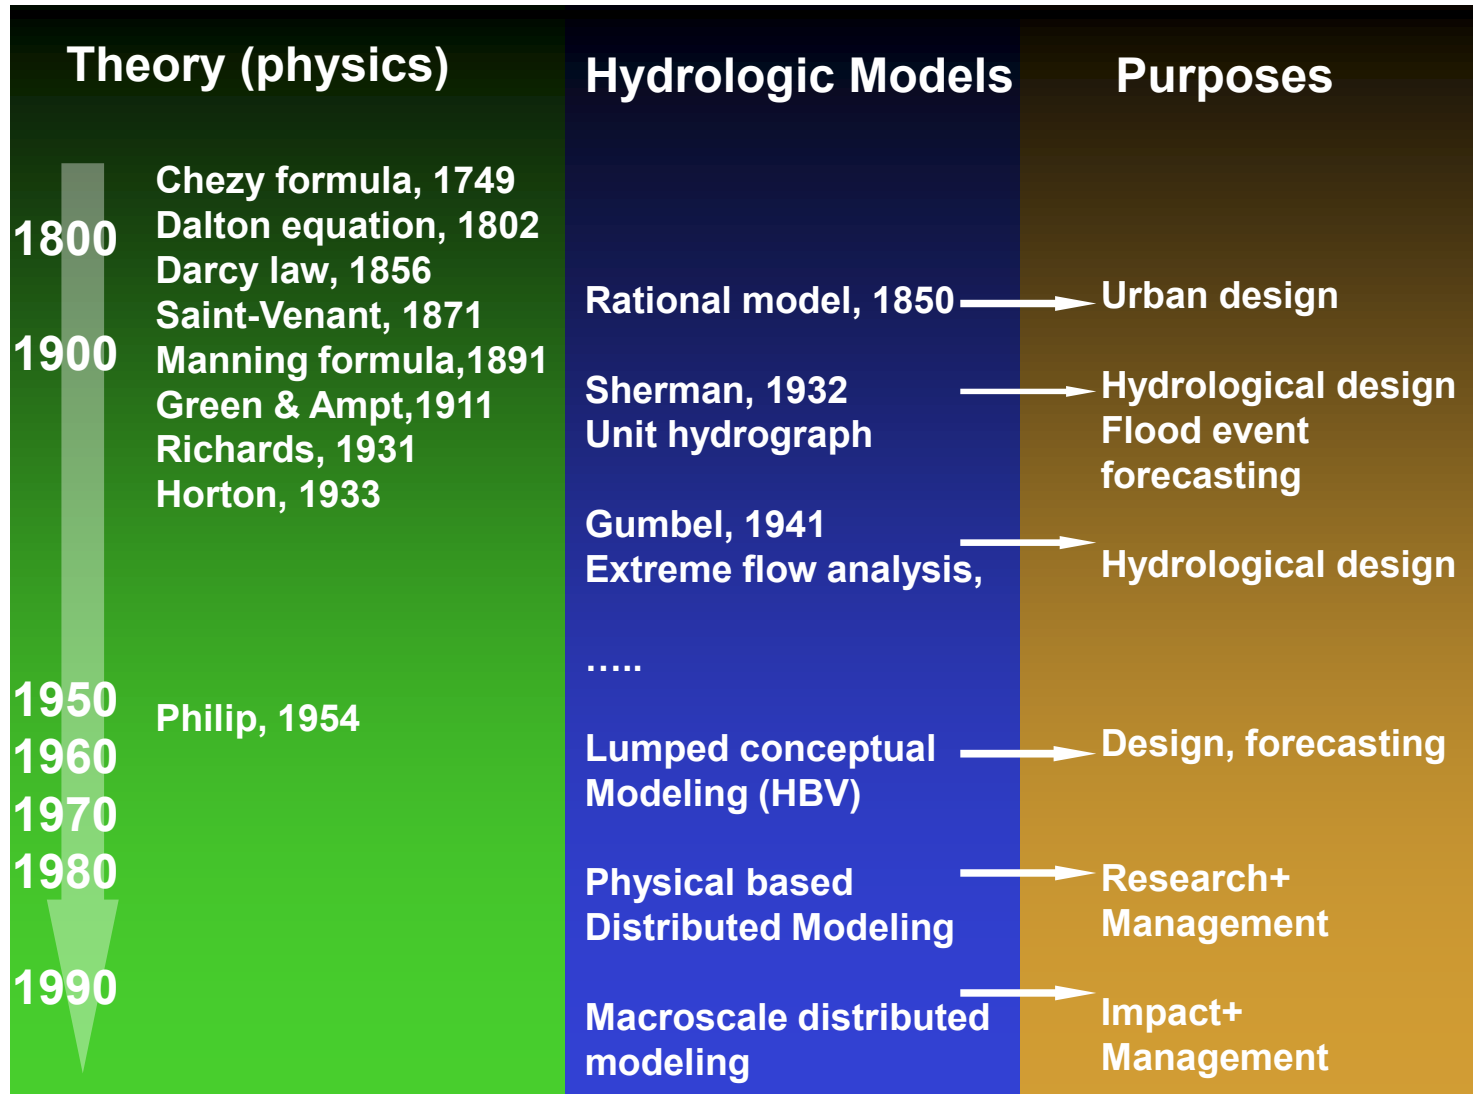 Theory (physics)
1800
1900
1950
1960
1970
1980
1990
Chezy formula, 1749
Dalton equation, 1802
Darcy law, 1856
Saint-Venant, 1871
Manning formula,1891
Green & Ampt,1911
Richards, 1931
Horton, 1933
Philip, 1954
Hydrologic Models
Rational model, 1850
Sherman, 1932
Unit hydrograph
Gumbel, 1941
Extreme flow analysis,
…..
Lumped conceptual
Modeling (HBV)
Physical based
Distributed Modeling
Macroscale distributed
modeling
Purposes
Urban design
Hydrological design
Flood event
forecasting
Hydrological design
Design, forecasting
Research+
Management
Impact+
Management